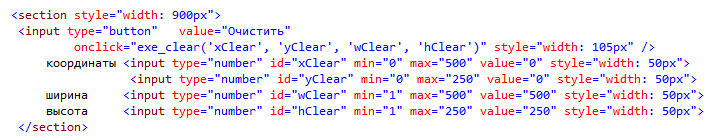 <section style="width: 900px">
<input type="button" value="Очистить"
onclick="exe_clear('xClear', 'yClear', 'wClear', 'hClear')" style="width: 105px" />
координаты <input type="number" id="xClear" min="0" max="500" value="0" style="width: 50px">
<input type="number" id="yClear" min="0" max="250" value="0" style="width: 50px">
ширина <input type="number" id="wClear" min="1" max="500" value="500" style="width: 50px">
высота <input type="number" id="hClear" min="1" max="250" value="250" style="width: 50px">
</section>